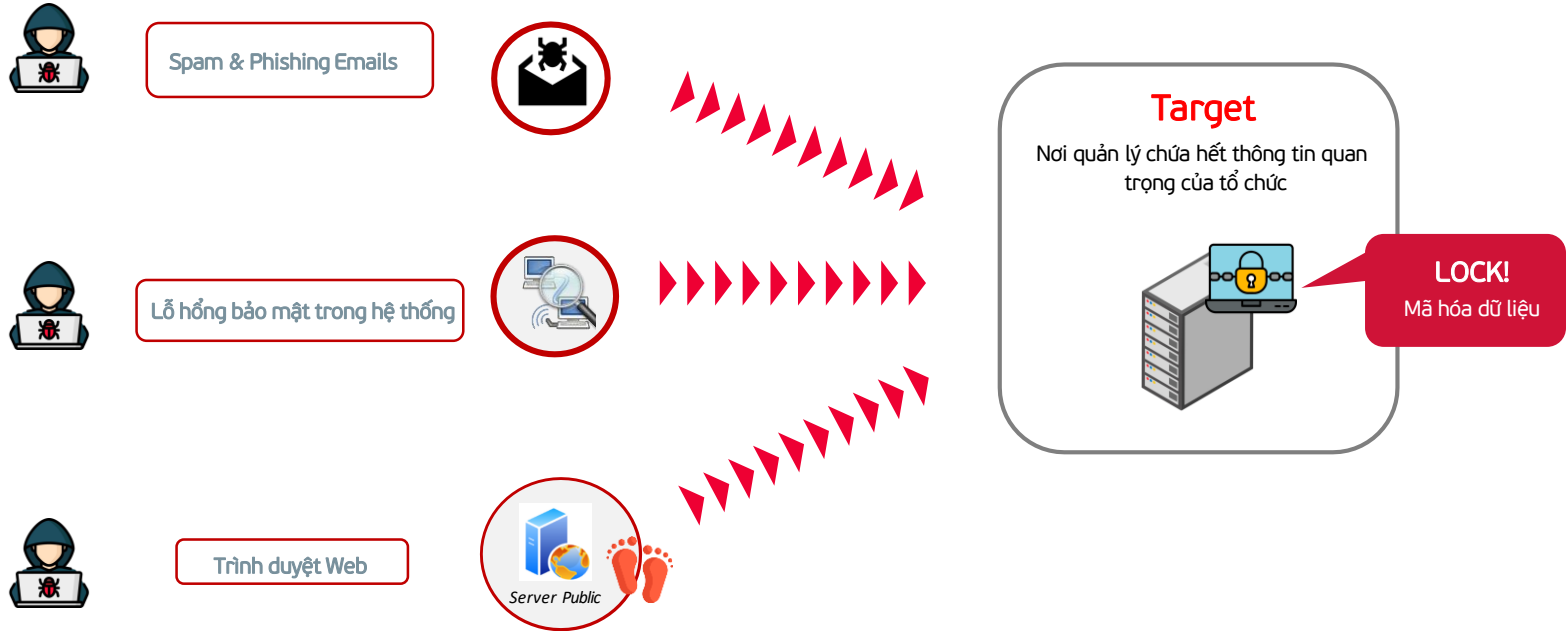 Spam & Phishing Emails
Target
Nơi quản lý chứa hết thông tin quan
trọng của tổ chức
LOCK!
Mã hóa dữ liệu
Lỗ hổng bảo mật trong hệ thống
Trình duyệt Web
Server Public